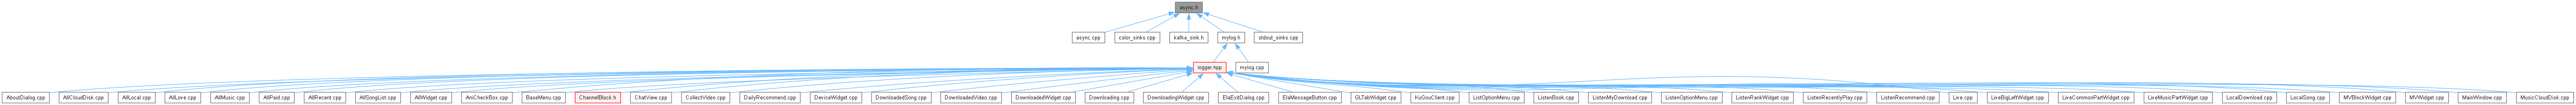 async.h
async.cpp
color_sinks.cpp
kafka_sink.h
mylog.h
stdout_sinks.cpp
logger.hpp
mylog.cpp
AboutDialog.cpp
AllCloudDisk.cpp
AllLocal.cpp
AllLove.cpp
AllMusic.cpp
AllPaid.cpp
AllRecent.cpp
AllSongList.cpp
AllWidget.cpp
AniCheckBox.cpp
BaseMenu.cpp
ChannelBlock.h
ChatView.cpp
CollectVideo.cpp
DailyRecommend.cpp
DeviceWidget.cpp
DownloadedSong.cpp
DownloadedVideo.cpp
DownloadedWidget.cpp
Downloading.cpp
DownloadingWidget.cpp
ElaExitDialog.cpp
ElaMessageButton.cpp
GLTabWidget.cpp
KuGouClient.cpp
ListOptionMenu.cpp
ListenBook.cpp
ListenMyDownload.cpp
ListenOptionMenu.cpp
ListenRankWidget.cpp
ListenRecentlyPlay.cpp
ListenRecommend.cpp
Live.cpp
LiveBigLeftWidget.cpp
LiveCommonPartWidget.cpp
LiveMusicPartWidget.cpp
LocalDownload.cpp
LocalSong.cpp
MVBlockWidget.cpp
MVWidget.cpp
MainWindow.cpp
MusicCloudDisk.cpp